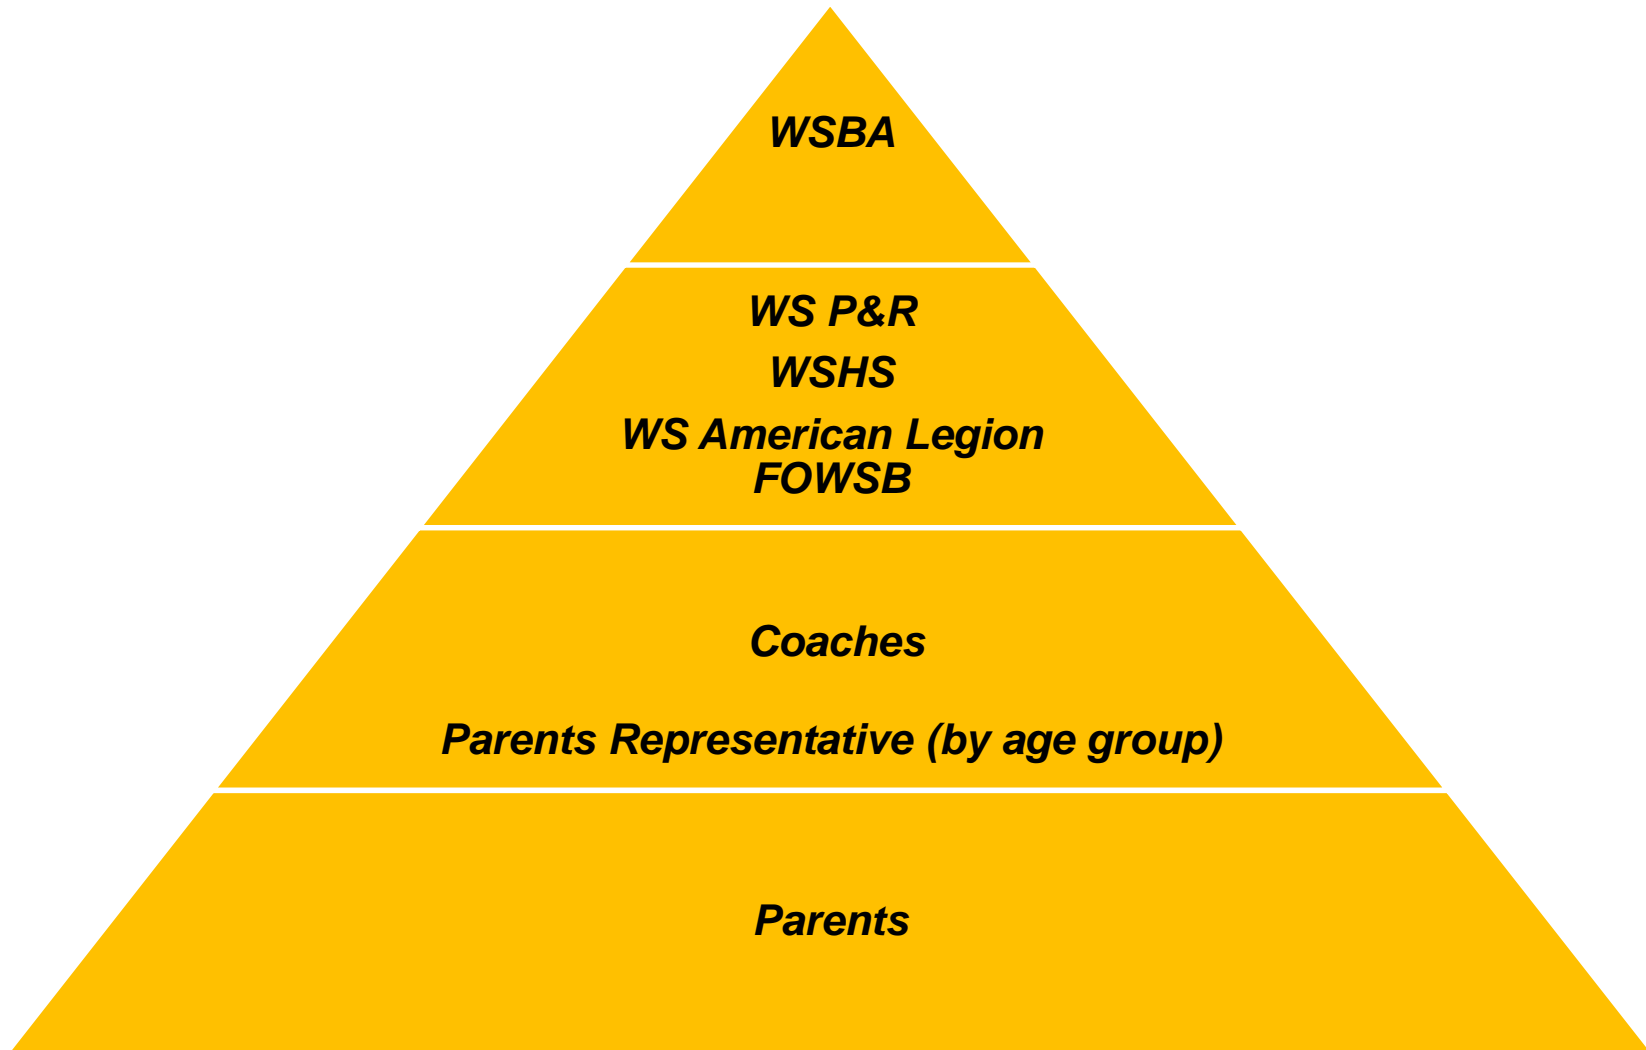 WSBA
WS P&R
WSHS
WS American Legion
FOWSB
Coaches
Parents Representative (by age group)
Parents